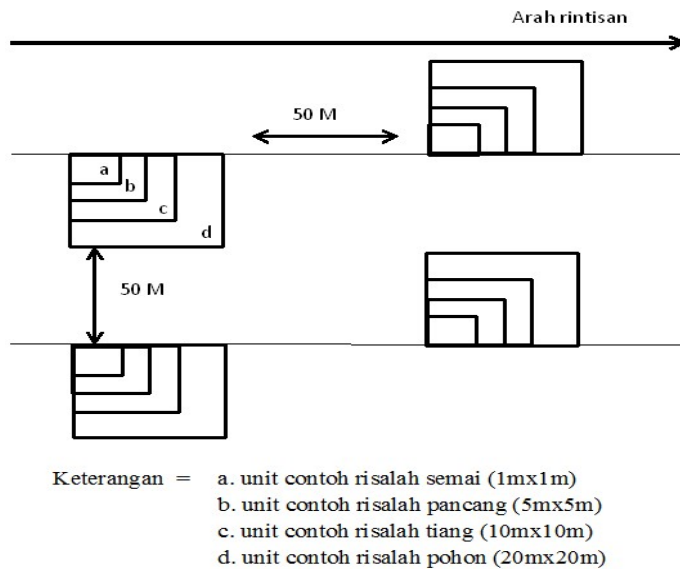 Arah rintisan
50 M
a
b
c
d
50 M
Keterangan = a. unit contoh risalah semai (1mx1m)
b. unit contoh risalah pancang (5mx5m)
c. unit contoh risalah tiang (10mx10m)
d. unit contoh risalah pohon (20mx20m)